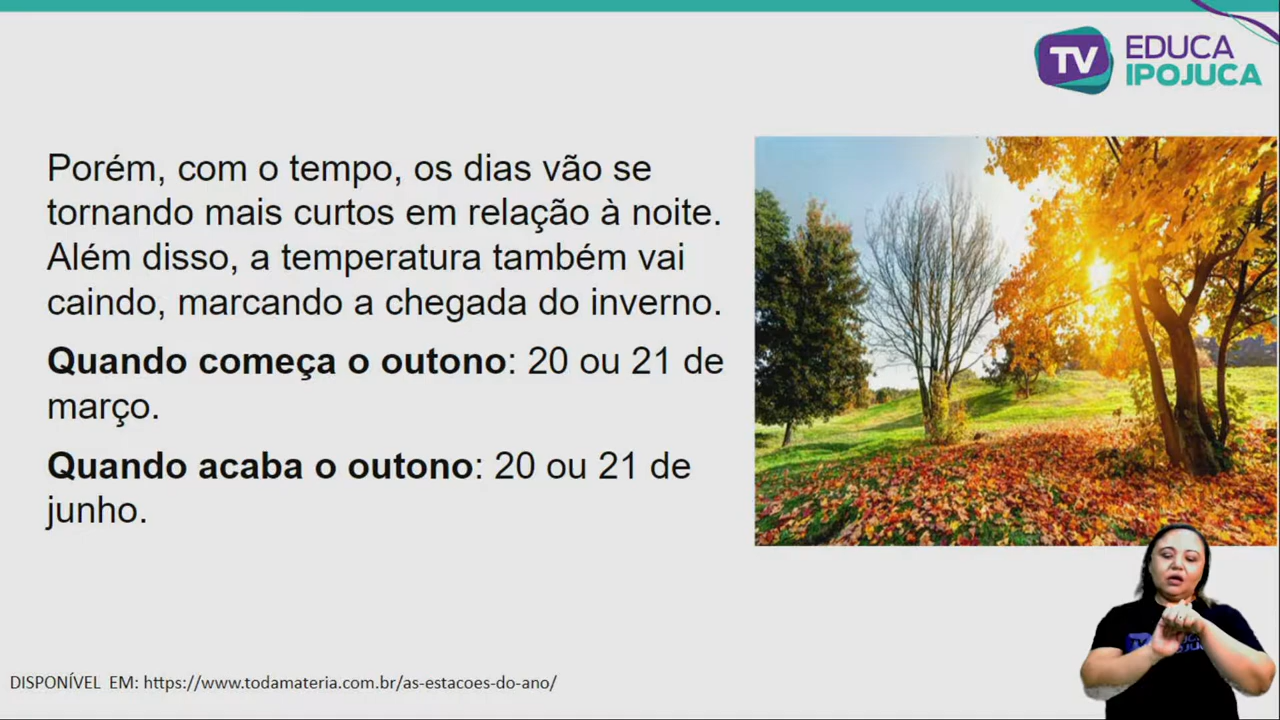 TV EDUCA
IPOJUCA
Porém, com o tempo, os dias vão se
tornando mais curtos em relação à noite.
Além disso, a temperatura também vai
caindo, marcando a chegada do inverno.
Quando começa o outono: 20 ou 21 de
março.
Quando acaba o outono: 20 ou 21 de
junho.
DISPONÍVEL EM: https://www.todamateria.com.br/as-estacoes-do-ano/